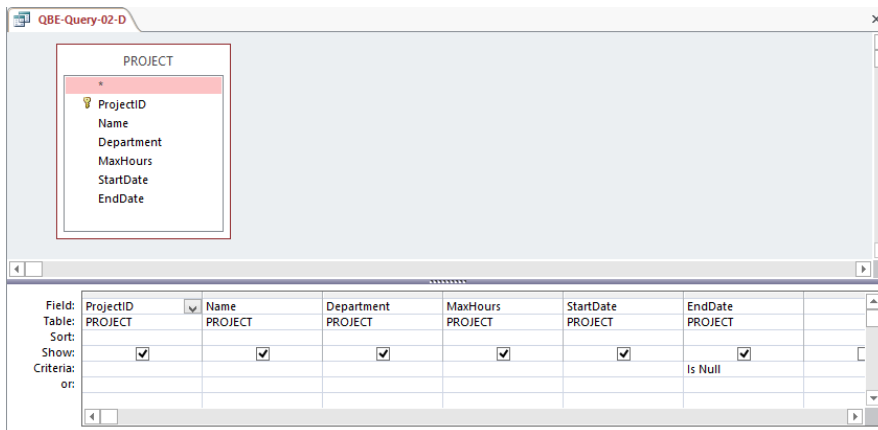 QBE-Query-02-D
PROJECT
*
ProjectID
Name
Department
MaxHours
StartDate
EndDate
Field: ProjectID Name Department MaxHours StartDate EndDate
Table: PROJECT PROJECT PROJECT PROJECT PROJECT PROJECT
Sort:
Show:
Criteria: Is Null
or: